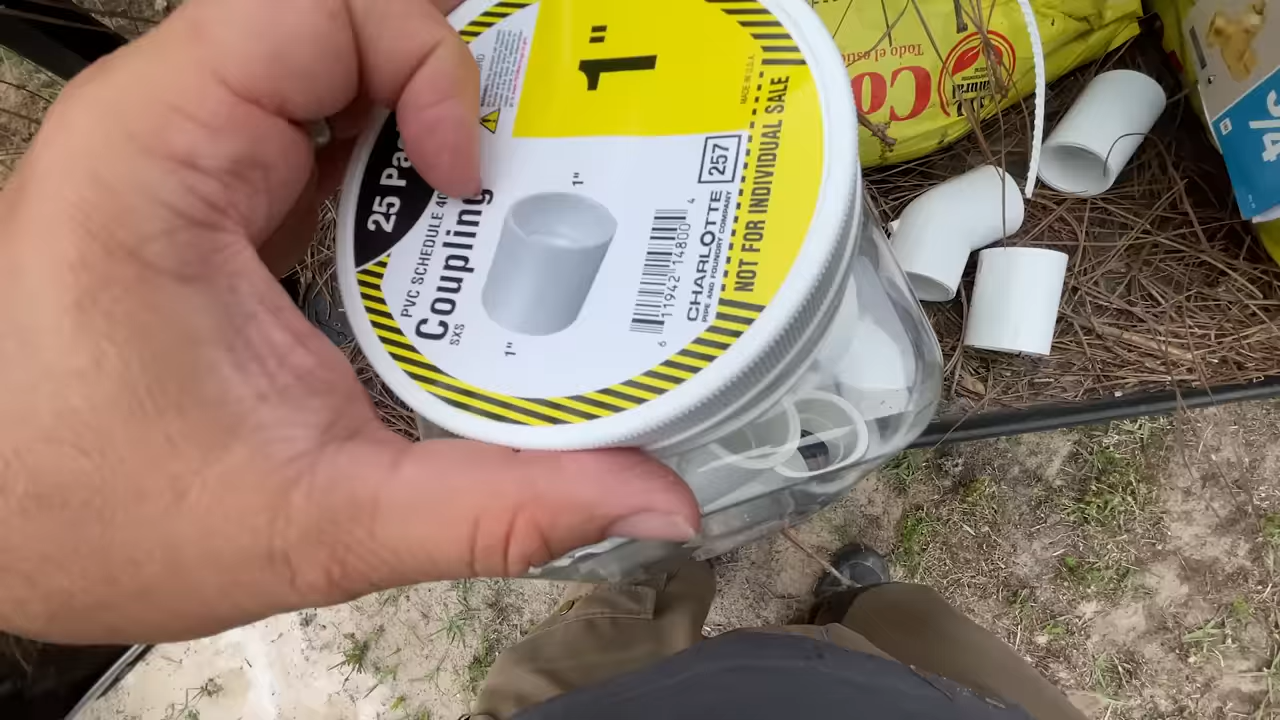 1"
MADE IN U.S.A.
25 Pa
PVC SCHEDULE 40
Coupling
SXS
1"
1"
257
6 11942 14800 4
CHARLOTTE
PIPE AND FOUNDRY COMPANY
NOT FOR INDIVIDUAL SALE
Todo el
Co
3/4